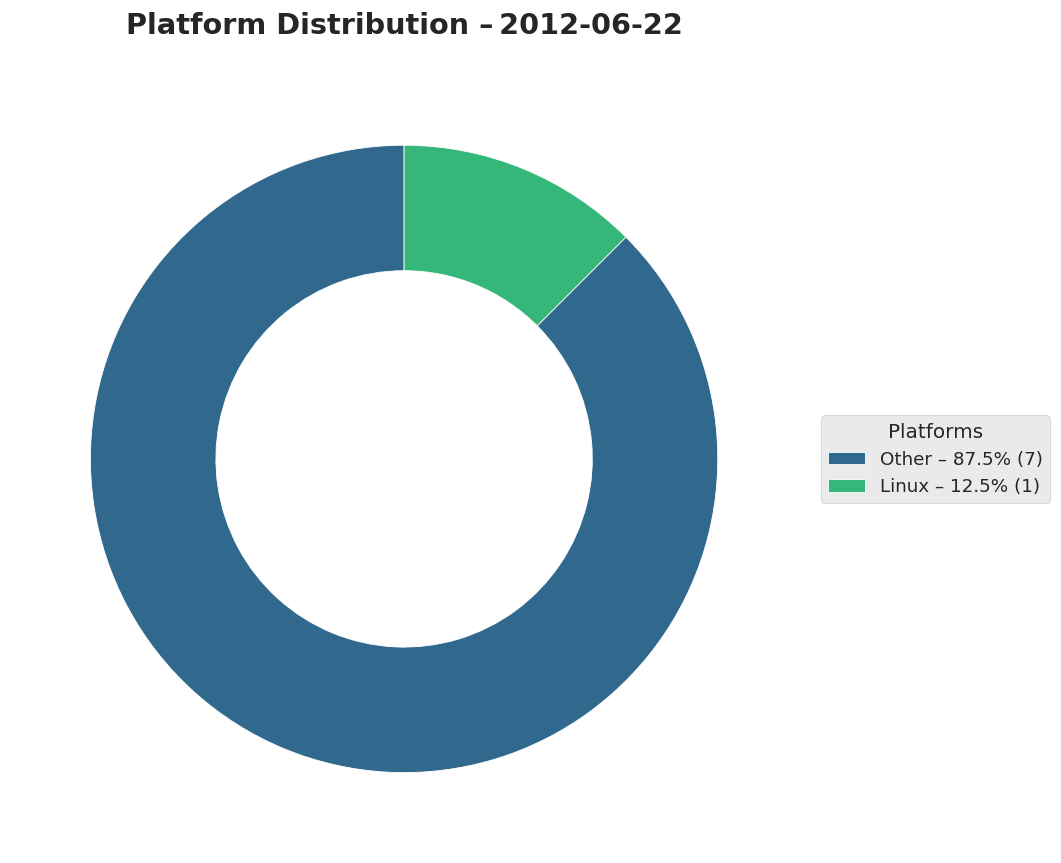 Platform Distribution – 2012-06-22
Platforms
Other – 87.5% (7)
Linux – 12.5% (1)